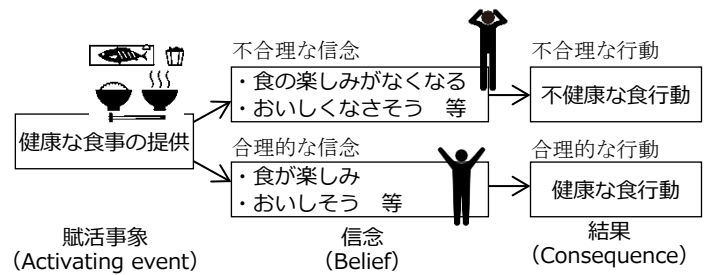 不合理な信念
不合理な行動
・食の楽しみがなくなる
・おいしくなさそう　等
不健康な食行動
健康な食事の提供
合理的な信念
合理的な行動
・食が楽しみ
・おいしそう　等
健康な食行動
賦活事象
（Activating event）
信念
（Belief）
結果
（Consequence）